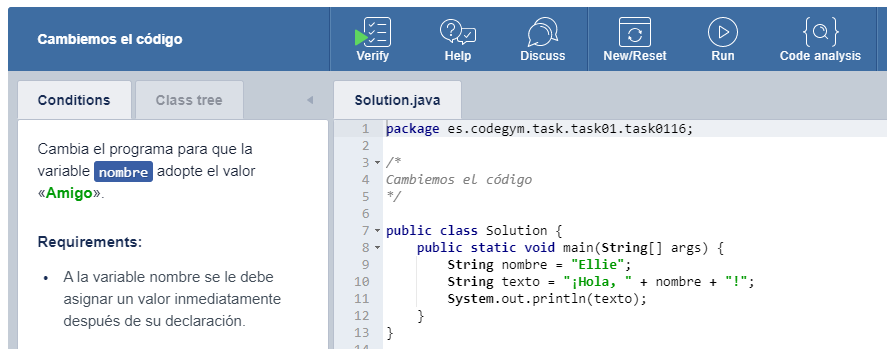 Cambiemos el código
Verify
Help
Discuss
New/Reset
Run
Code analysis
Conditions
Class tree
Cambia el programa para que la
variable nombre adopte el valor
«Amigo».
Requirements:
• A la variable nombre se le debe
asignar un valor inmediatamente
después de su declaración.
Solution.java
1 package es.codegym.task.task01.task0116;
2
3 /*
4 Cambiemos el código
5 */
6
7 public class Solution {
8 public static void main(String[] args) {
9 String nombre = "Ellie";
10 String texto = "¡Hola, " + nombre + "!";
11 System.out.println(texto);
12 }
13 }